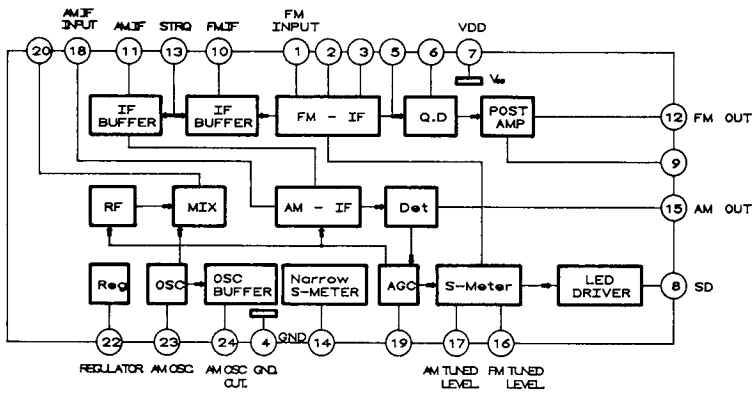 AM.IF INPUT AM.IF STRQ FM.IF FM INPUT VDD
20 18 11 13 10 1 2 3 5 6 7
IF BUFFER IF BUFFER FM - IF Q.D POST AMP 12 FM OUT
9
RF MIX AM - IF Det 15 AM OUT
Reg OSC OSC BUFFER Narrow S-METER AGC S-Meter LED DRIVER 8 SD
22 23 24 4 GND 14 19 17 16
REGULATOR AM OSC. AM OSC OUT. GND. AM TUNED LEVEL. FM TUNED LEVEL.